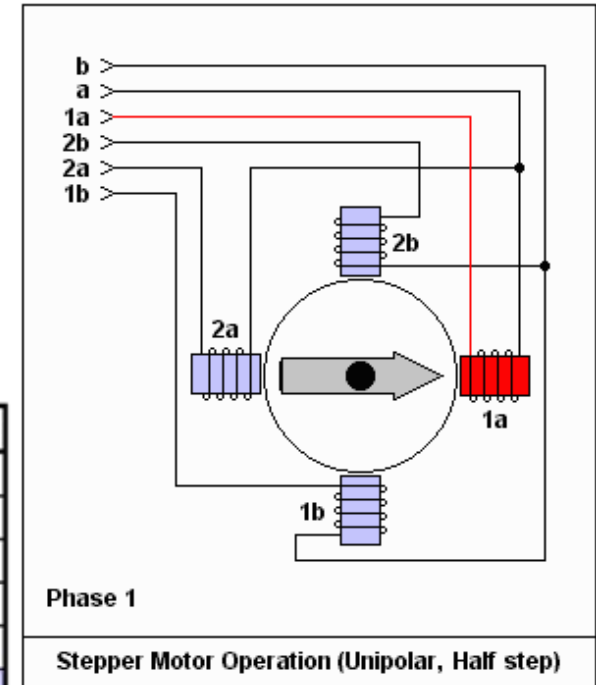 b
a
1a
2b
2a
1b
2b
2a
1a
1b
Phase 1
Stepper Motor Operation (Unipolar, Half step)